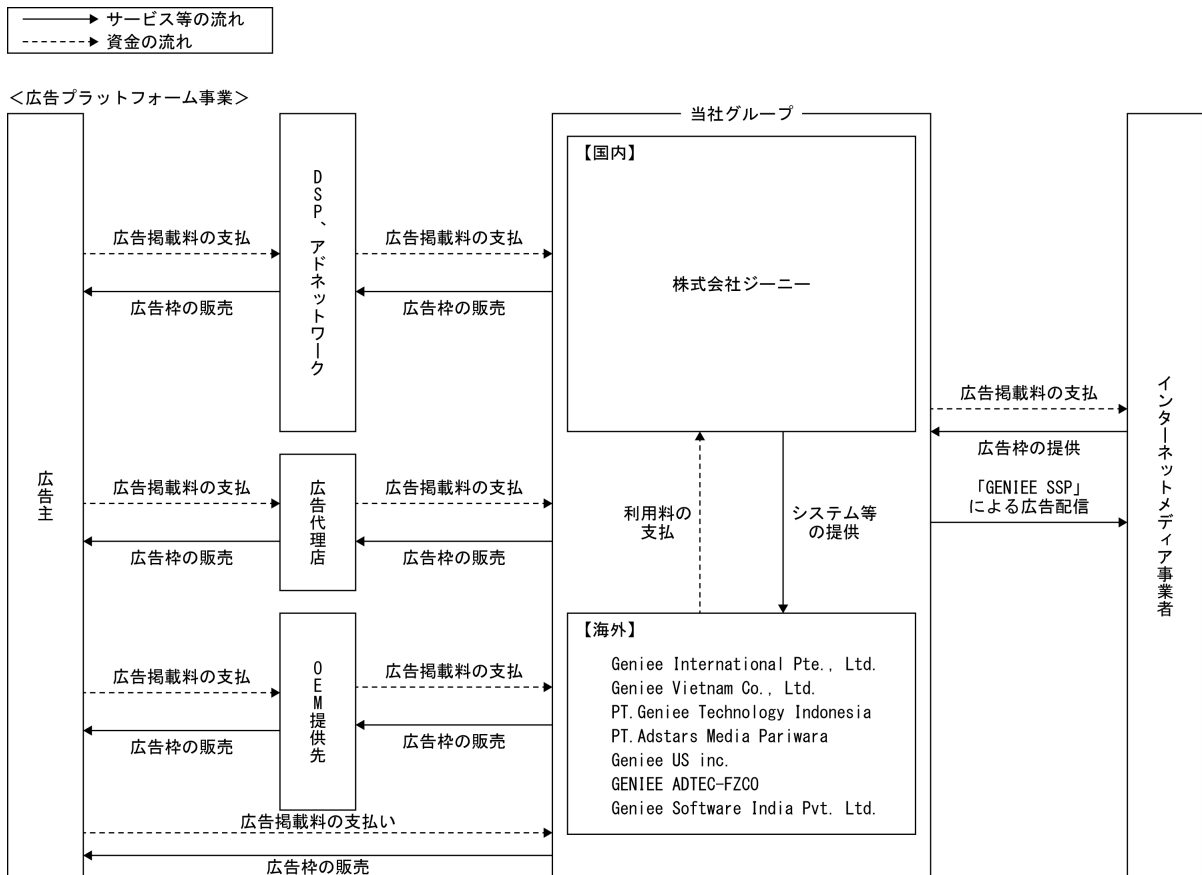 サービス等の流れ
資金の流れ
＜広告プラットフォーム事業＞
広告主
広告掲載料の支払
広告枠の販売
DSP、アドネットワーク
広告掲載料の支払
広告枠の販売
広告掲載料の支払
広告枠の販売
広告代理店
広告掲載料の支払
広告枠の販売
広告掲載料の支払
広告枠の販売
OEM提供先
広告掲載料の支払
広告枠の販売
広告掲載料の支払い
広告枠の販売
当社グループ
【国内】
株式会社ジーニー
利用料の
支払
システム等
の提供
【海外】
Geniee International Pte., Ltd.
Geniee Vietnam Co., Ltd.
PT.Geniee Technology Indonesia
PT.Adstars Media Pariwara
Geniee US inc.
GENIEE ADTEC-FZCO
Geniee Software India Pvt. Ltd.
広告掲載料の支払
広告枠の提供
「GENIEE SSP」
による広告配信
インターネットメディア事業者